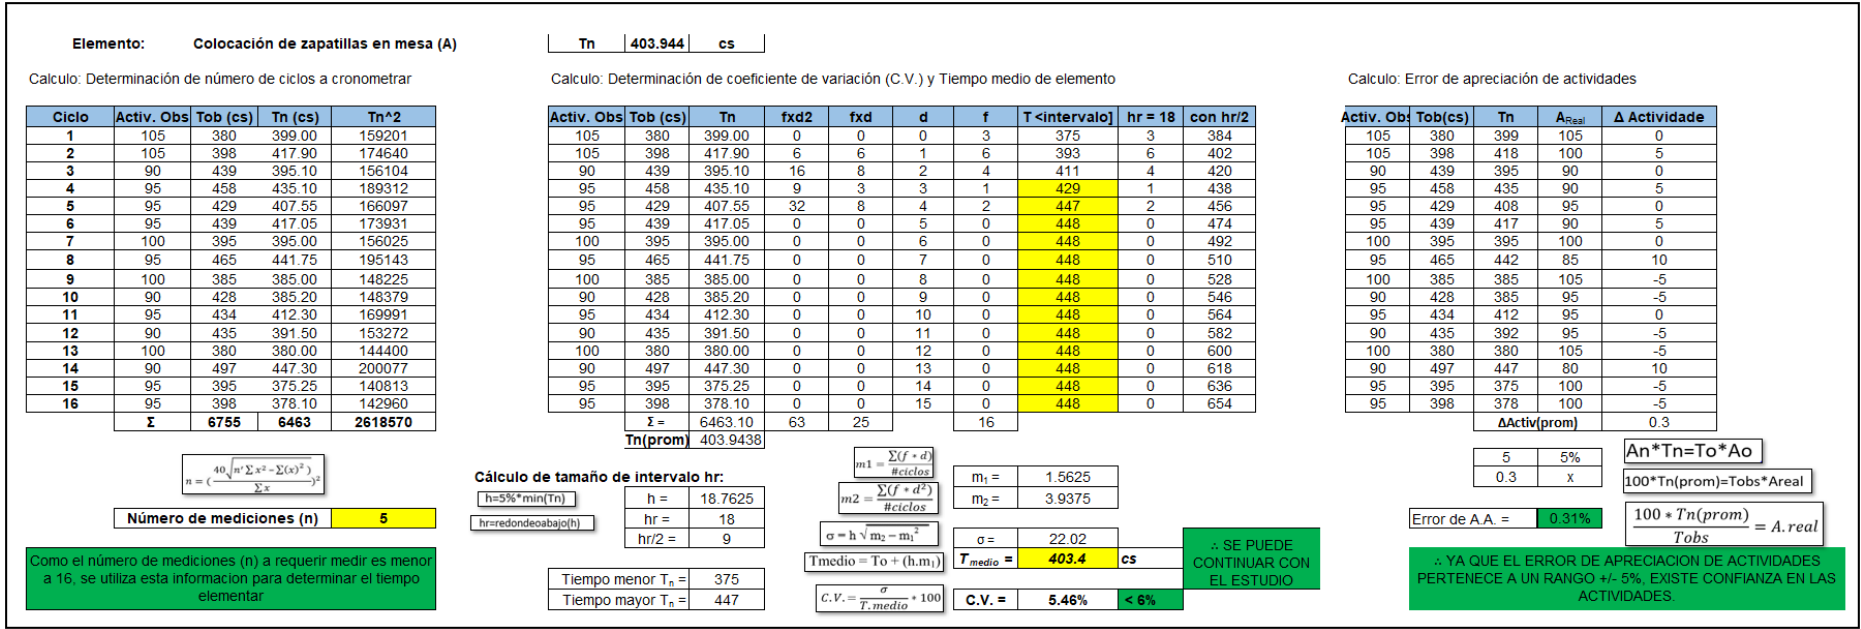 Elemento: Colocación de zapatillas en mesa (A) Tn 403.944 cs
Calculo: Determinación de número de ciclos a cronometrar
Ciclo Activ. Obs Tob (cs) Tn (cs) Tn^2
1 105 380 399.00 159201
2 105 398 417.90 174640
3 90 439 395.10 156104
4 95 458 435.10 189312
5 95 429 407.55 166097
6 95 439 417.05 173931
7 100 395 395.00 156025
8 95 465 441.75 195143
9 100 385 385.00 148225
10 90 428 385.20 148379
11 95 434 412.30 169991
12 90 435 391.50 153272
13 100 380 380.00 144400
14 90 497 447.30 200077
15 95 395 375.25 140813
16 95 398 378.10 142960
Σ 6755 6463 2618570
n = ( 40√(n' Σ x² − Σ(x)² ) / Σ x )²
Número de mediciones (n) 5
Como el número de mediciones (n) a requerir medir es menor
a 16, se utiliza esta informacion para determinar el tiempo
elementar
Calculo: Determinación de coeficiente de variación (C.V.) y Tiempo medio de elemento
Activ. Obs Tob (cs) Tn fxd2 fxd d f T <intervalo] hr = 18 con hr/2
105 380 399.00 0 0 0 3 375 3 384
105 398 417.90 6 6 1 6 393 6 402
90 439 395.10 16 8 2 4 411 4 420
95 458 435.10 9 3 3 1 429 1 438
95 429 407.55 32 8 4 2 447 2 456
95 439 417.05 0 0 5 0 448 0 474
100 395 395.00 0 0 6 0 448 0 492
95 465 441.75 0 0 7 0 448 0 510
100 385 385.00 0 0 8 0 448 0 528
90 428 385.20 0 0 9 0 448 0 546
95 434 412.30 0 0 10 0 448 0 564
90 435 391.50 0 0 11 0 448 0 582
100 380 380.00 0 0 12 0 448 0 600
90 497 447.30 0 0 13 0 448 0 618
95 395 375.25 0 0 14 0 448 0 636
95 398 378.10 0 0 15 0 448 0 654
Σ = 6463.10 63 25 16
Tn(prom) 403.9438
Cálculo de tamaño de intervalo hr:
h=5%*min(Tn) h = 18.7625
hr=redondeoabajo(h) hr = 18
hr/2 = 9
Tiempo menor Tn = 375
Tiempo mayor Tn = 447
m1 = Σ(f * d) / #ciclos m₁ = 1.5625
m2 = Σ(f * d²) / #ciclos m₂ = 3.9375
σ = h √(m₂ − m₁²) σ = 22.02
Tmedio = To + (h.m₁) Tmedio = 403.4 cs
C.V. = σ / T.medio * 100 C.V. = 5.46% < 6%
∴ SE PUEDE
CONTINUAR CON
EL ESTUDIO
Calculo: Error de apreciación de actividades
Activ. Obs Tob(cs) Tn AReal Δ Actividade
105 380 399 105 0
105 398 418 100 5
90 439 395 90 0
95 458 435 90 5
95 429 408 95 0
95 439 417 90 5
100 395 395 100 0
95 465 442 85 10
100 385 385 105 -5
90 428 385 95 -5
95 434 412 95 0
90 435 392 95 -5
100 380 380 105 -5
90 497 447 80 10
95 395 375 100 -5
95 398 378 100 -5
ΔActiv(prom) 0.3
5 5%
0.3 x
Error de A.A. = 0.31%
An*Tn=To*Ao
100*Tn(prom)=Tobs*Areal
100 * Tn(prom) / Tobs = A.real
∴ YA QUE EL ERROR DE APRECIACION DE ACTIVIDADES
PERTENECE A UN RANGO +/- 5%, EXISTE CONFIANZA EN LAS
ACTIVIDADES.